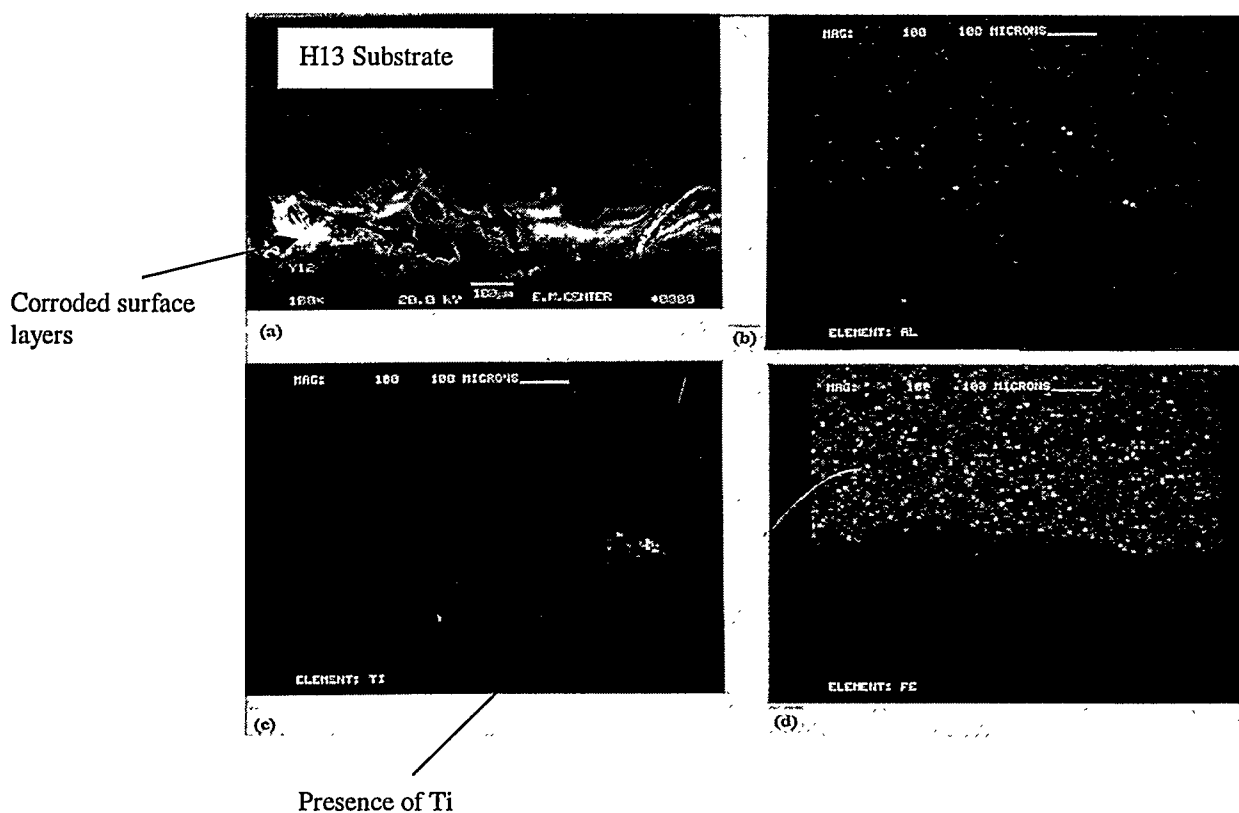 H13 Substrate
Y12
100X 20.0 KV 100µm E.M.CENTER #0000
(a)
MAG: 100 100 MICRONS
ELEMENT: AL
(b)
Corroded surface
layers
MAG: 100 100 MICRONS
ELEMENT: TI
(c)
MAG: 100 100 MICRONS
ELEMENT: FE
(d)
Presence of Ti